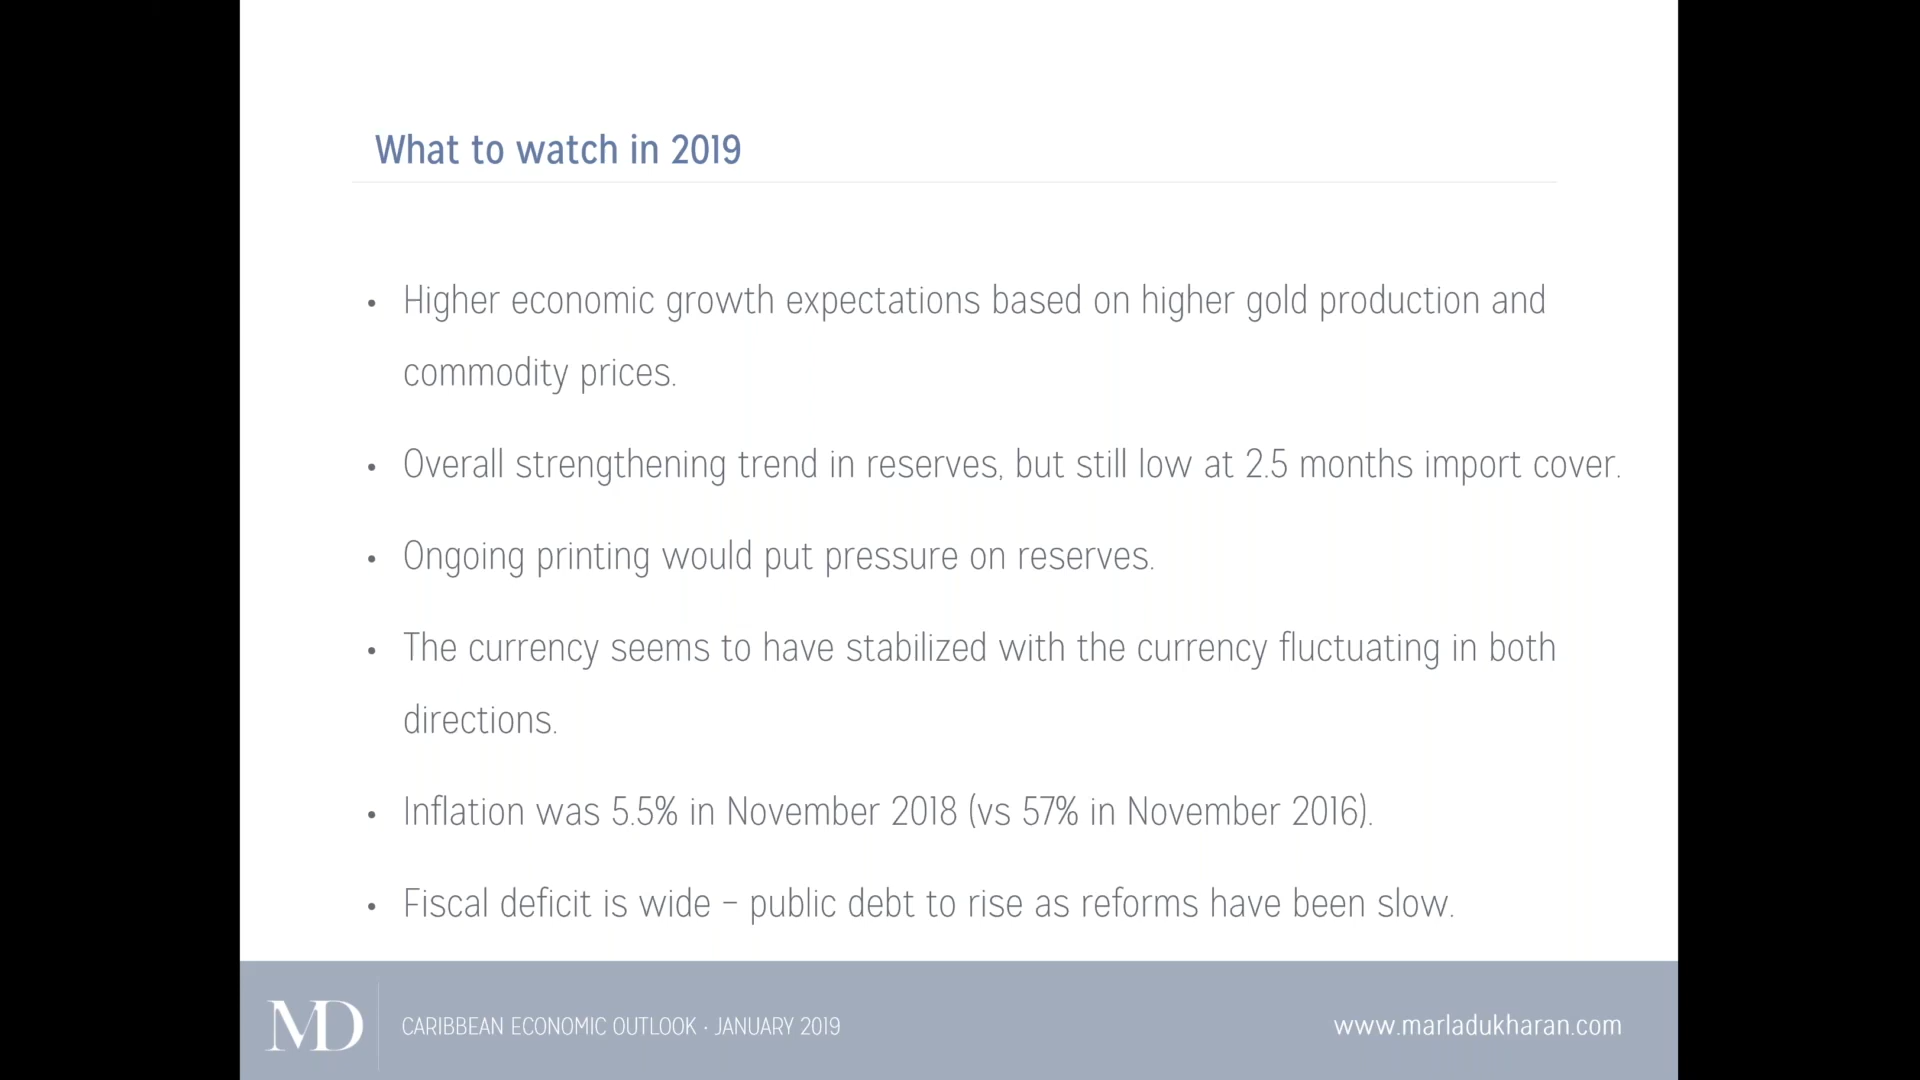 What to watch in 2019
• Higher economic growth expectations based on higher gold production and
commodity prices.
• Overall strengthening trend in reserves, but still low at 2.5 months import cover.
• Ongoing printing would put pressure on reserves.
• The currency seems to have stabilized with the currency fluctuating in both
directions.
• Inflation was 5.5% in November 2018 (vs 57% in November 2016).
• Fiscal deficit is wide – public debt to rise as reforms have been slow.
MD
CARIBBEAN ECONOMIC OUTLOOK · JANUARY 2019
www.marladukharan.com